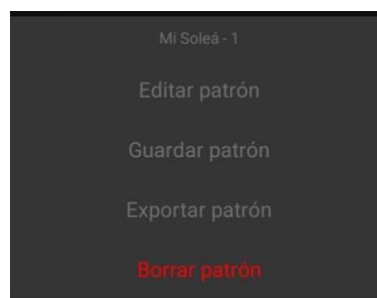 Mi Soleá - 1
Editar patrón
Guardar patrón
Exportar patrón
Borrar patrón